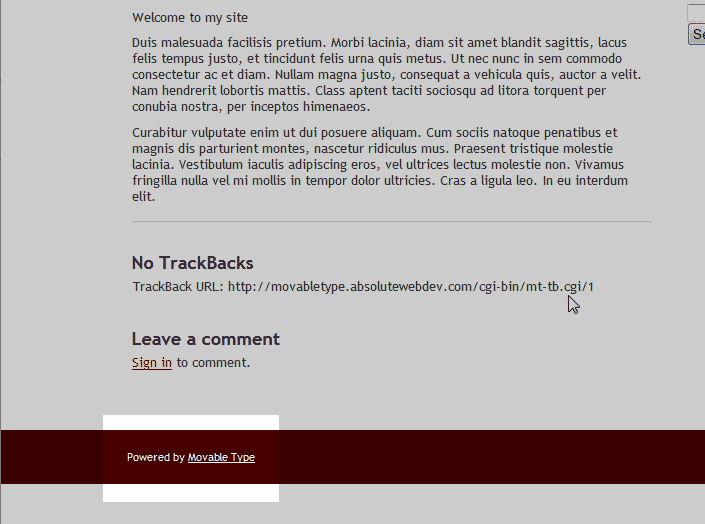 Welcome to my site
Se
Duis malesuada facilisis pretium. Morbi lacinia, diam sit amet blandit sagittis, lacus
felis tempus justo, et tincidunt felis urna quis metus. Ut nec nunc in sem commodo
consectetur ac et diam. Nullam magna justo, consequat a vehicula quis, auctor a velit.
Nam hendrerit lobortis mattis. Class aptent taciti sociosqu ad litora torquent per
conubia nostra, per inceptos himenaeos.
Curabitur vulputate enim ut dui posuere aliquam. Cum sociis natoque penatibus et
magnis dis parturient montes, nascetur ridiculus mus. Praesent tristique molestie
lacinia. Vestibulum iaculis adipiscing eros, vel ultrices lectus molestie non. Vivamus
fringilla nulla vel mi mollis in tempor dolor ultricies. Cras a ligula leo. In eu interdum
elit.
No TrackBacks
TrackBack URL: http://movabletype.absolutewebdev.com/cgi-bin/mt-tb.cgi/1
Leave a comment
Sign in to comment.
Powered by Movable Type